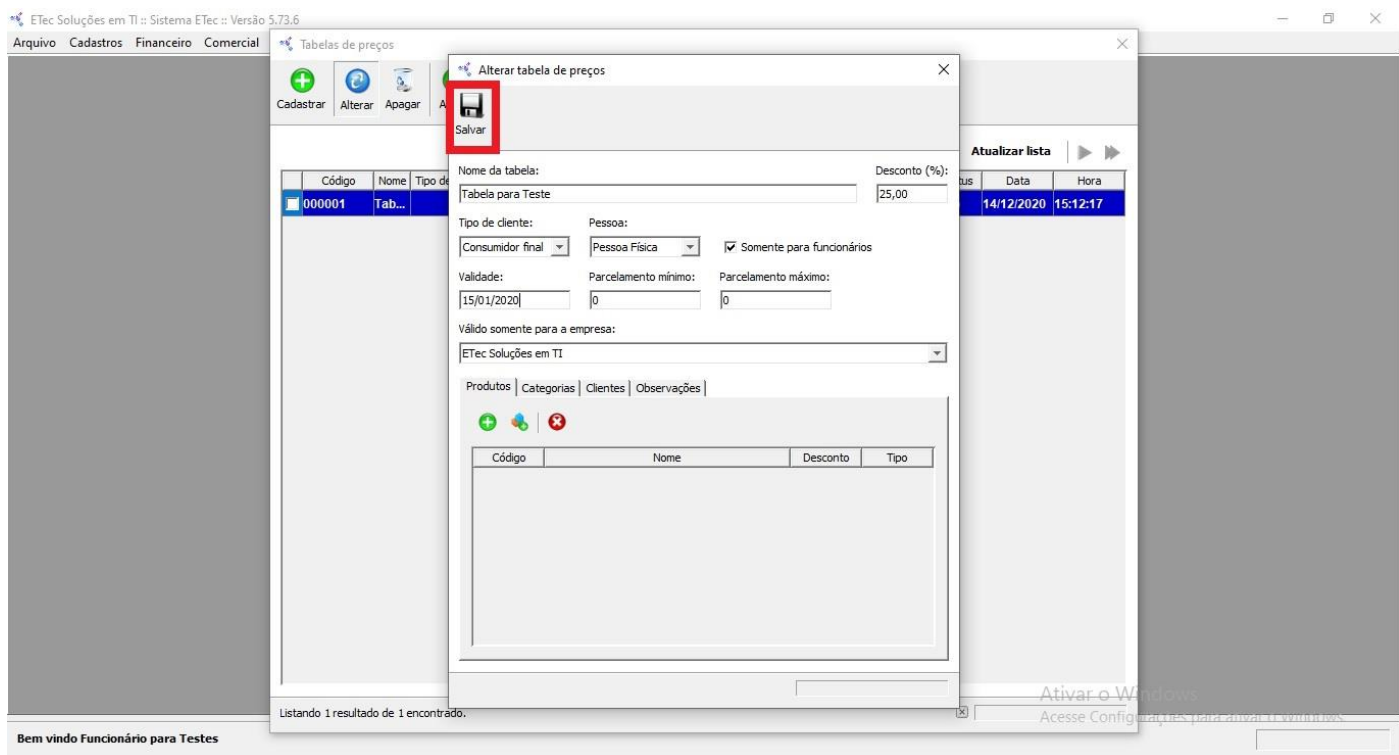 ETec Soluções em TI :: Sistema ETec :: Versão 5.73.6
Arquivo Cadastros Financeiro Comercial
Tabelas de preços
Cadastrar Alterar Apagar
Alterar tabela de preços
Salvar
Atualizar lista
Código Nome Tipo de tus Data Hora
000001 Tab... 14/12/2020 15:12:17
Nome da tabela: Desconto (%):
Tabela para Teste 25,00
Tipo de cliente: Pessoa:
Consumidor final Pessoa Física Somente para funcionários
Validade: Parcelamento mínimo: Parcelamento máximo:
15/01/2020 0 0
Válido somente para a empresa:
ETec Soluções em TI
Produtos Categorias Clientes Observações
Código Nome Desconto Tipo
Listando 1 resultado de 1 encontrado.
Ativar o Windows
Acesse Configurações para ativar o Windows.
Bem vindo Funcionário para Testes